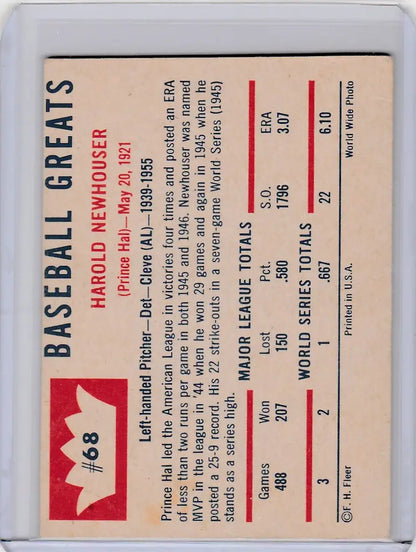 #68
BASEBALL GREATS
HAROLD NEWHOUSER
(Prince Hal)—May 20, 1921
Left-handed Pitcher—Det—Cleve (AL)—1939-1955
Prince Hal led the American League in victories four times and posted an ERA
of less than two runs per game in both 1945 and 1946. Newhouser was named
MVP in the league in '44 when he won 29 games and again in 1945 when he
posted a 25-9 record. His 22 strike-outs in a seven-game World Series (1945)
stands as a series high.
MAJOR LEAGUE TOTALS
Games Won Lost Pct. S.O. ERA
488 207 150 .580 1796 3.07
WORLD SERIES TOTALS
3 2 1 .667 22 6.10
©F. H. Fleer Printed in U.S.A. World Wide Photo